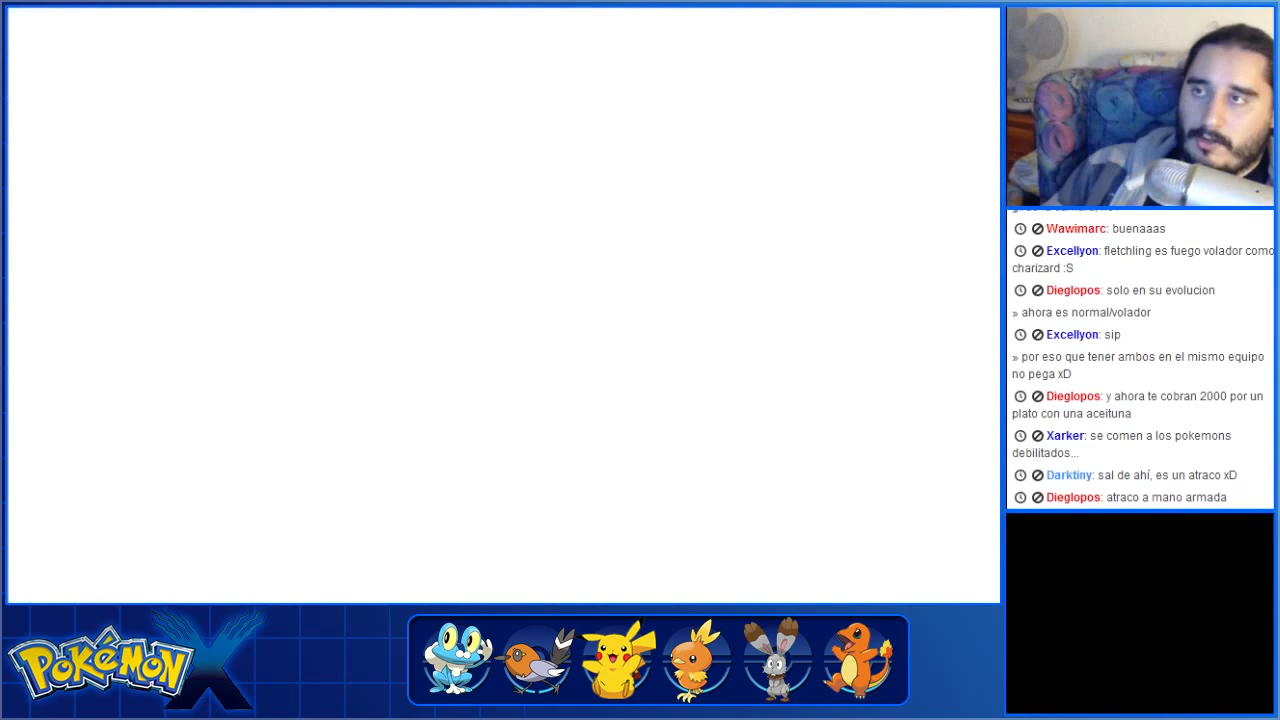 Wawimarc: buenaaas
Excellyon: fletchling es fuego volador como
charizard :S
Dieglopos: solo en su evolucion
» ahora es normal/volador
Excellyon: sip
» por eso que tener ambos en el mismo equipo
no pega xD
Dieglopos: y ahora te cobran 2000 por un
plato con una aceituna
Xarker: se comen a los pokemons
debilitados...
Darktiny: sal de ahí, es un atraco xD
Dieglopos: atraco a mano armada
POKÉMON X